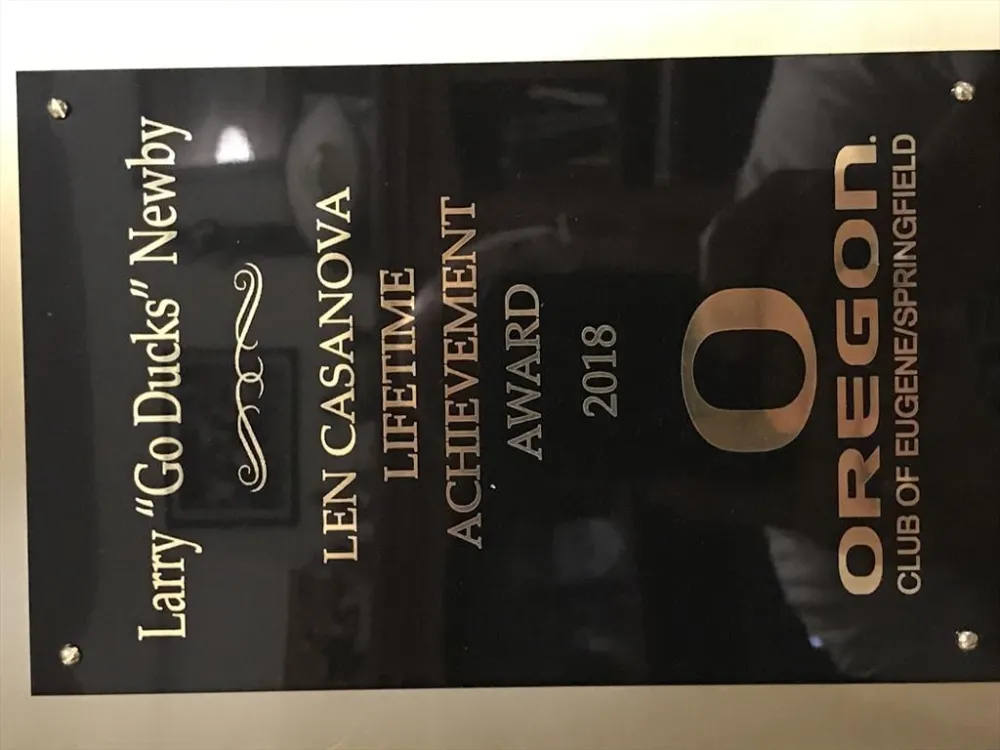 Larry “Go Ducks” Newby
LEN CASANOVA
LIFETIME
ACHIEVEMENT
AWARD
2018
O
OREGON.
CLUB OF EUGENE/SPRINGFIELD